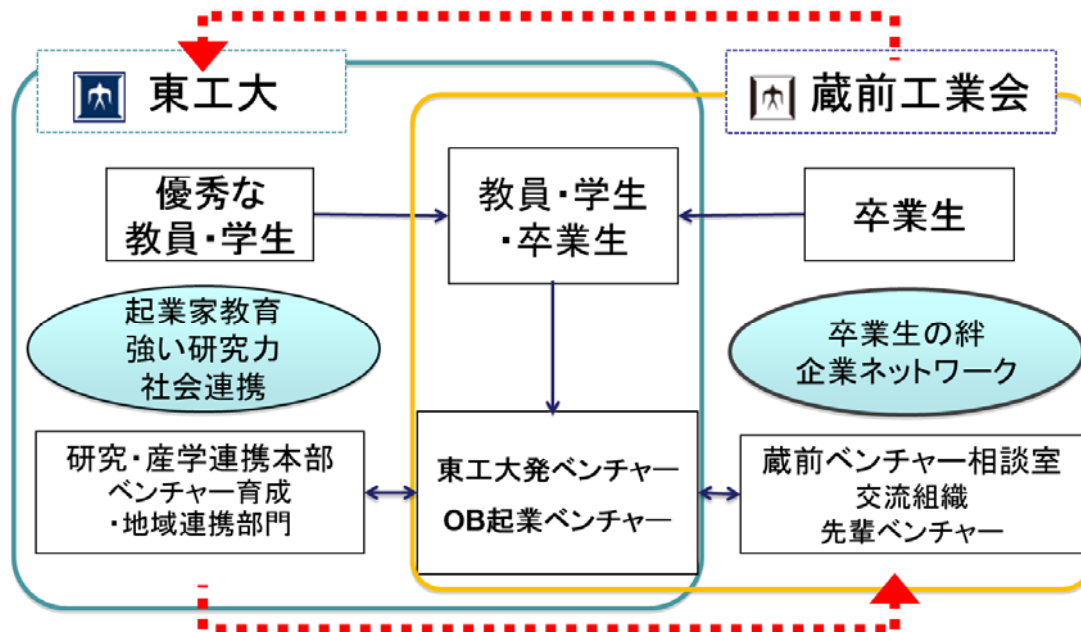 東工大
蔵前工業会
優秀な
教員・学生
教員・学生
・卒業生
卒業生
起業家教育
強い研究力
社会連携
卒業生の絆
企業ネットワーク
研究・産学連携本部
ベンチャー育成
・地域連携部門
東工大発ベンチャー
OB起業ベンチャー
蔵前ベンチャー相談室
交流組織
先輩ベンチャー